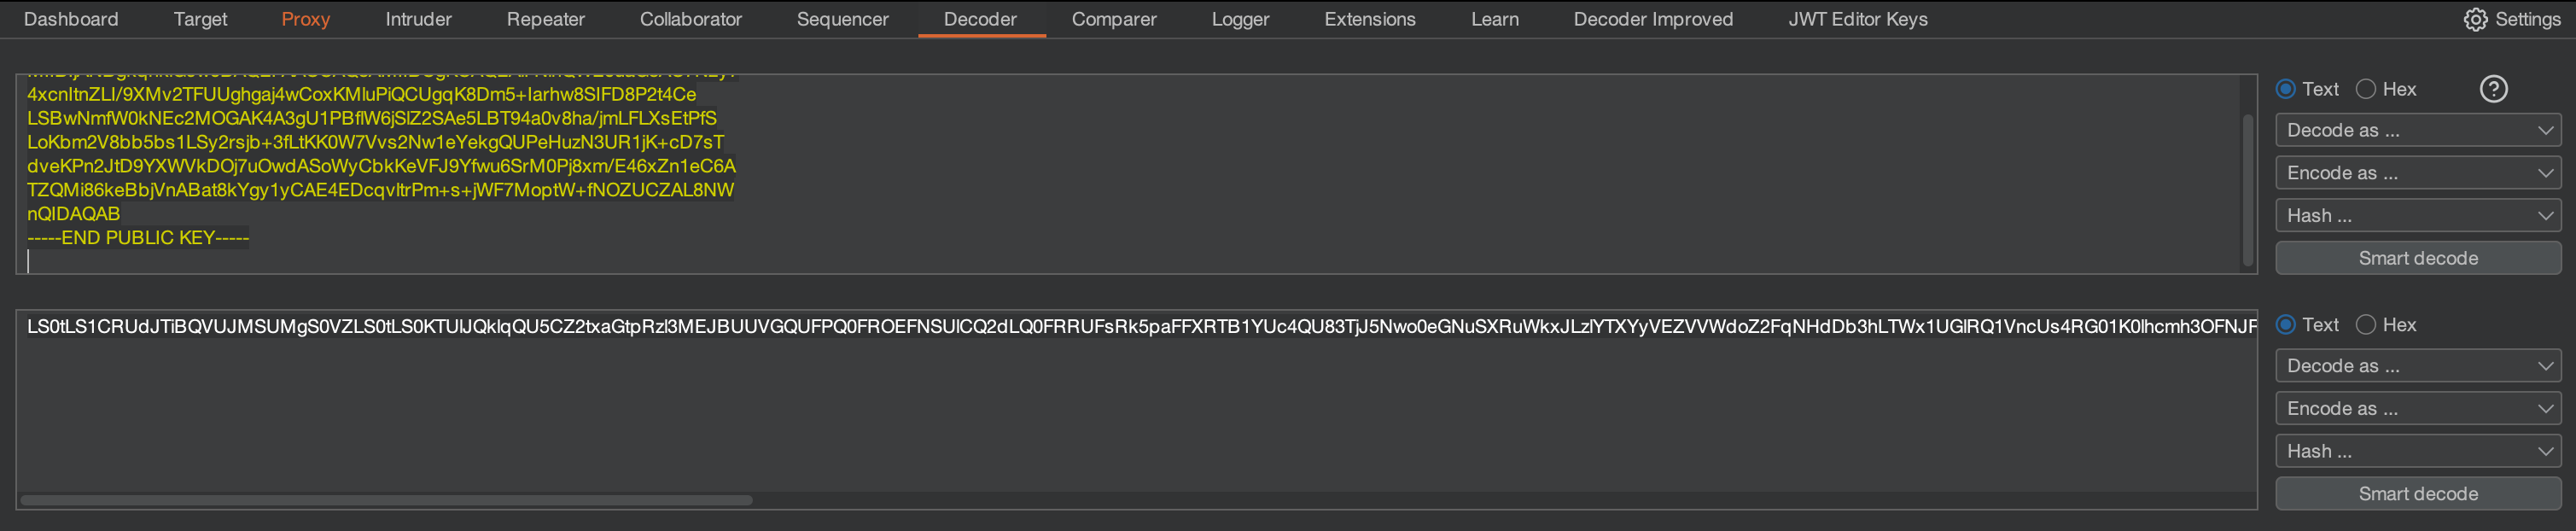 Dashboard Target Proxy Intruder Repeater Collaborator Sequencer Decoder Comparer Logger Extensions Learn Decoder Improved JWT Editor Keys Settings
4xcnItnZLI/9XMv2TFUUghgaj4wCoxKMluPiQCUgqK8Dm5+Iarhw8SIFD8P2t4Ce
LSBwNmfW0kNEc2MOGAK4A3gU1PBflW6jSlZ2SAe5LBT94a0v8ha/jmLFLXsEtPfS
LoKbm2V8bb5bs1LSy2rsjb+3fLtKK0W7Vvs2Nw1eYekgQUPeHuzN3UR1jK+cD7sT
dveKPn2JtD9YXWVkDOj7uOwdASoWyCbkKeVFJ9Yfwu6SrM0Pj8xm/E46xZn1eC6A
TZQMi86keBbjVnABat8kYgy1yCAE4EDcqvltrPm+s+jWF7MoptW+fNOZUCZAL8NW
nQIDAQAB
-----END PUBLIC KEY-----
Text Hex ?
Decode as ...
Encode as ...
Hash ...
Smart decode
LS0tLS1CRUdJTiBQVUJMSUMgS0VZLS0tLS0KTUlJQklqQU5CZ2txaGtpRzl3MEJBUUVGQUFPQ0FROEFNSUlCQ2dLQ0FRRUFsRk5paFFXRTB1YUc4QU83TjJ5Nwo0eGNuSXRuWkxJLzlYTXYyVEZVVWdoZ2FqNHdDb3hLTWx1UGlRQ1VncUs4RG01K0lhcmh3OFNJF
Text Hex
Decode as ...
Encode as ...
Hash ...
Smart decode